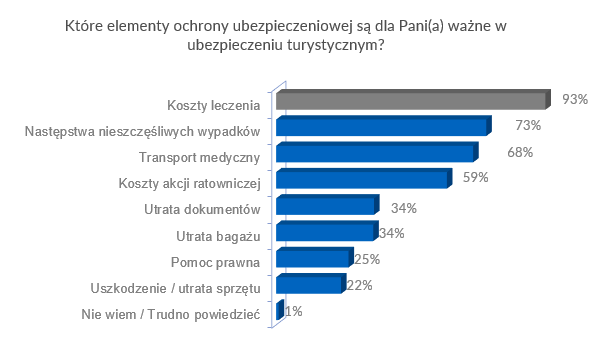 Które elementy ochrony ubezpieczeniowej są dla Pani(a) ważne w
ubezpieczeniu turystycznym?
Koszty leczenia 93%
Następstwa nieszczęśliwych wypadków 73%
Transport medyczny 68%
Koszty akcji ratowniczej 59%
Utrata dokumentów 34%
Utrata bagażu 34%
Pomoc prawna 25%
Uszkodzenie / utrata sprzętu 22%
Nie wiem / Trudno powiedzieć 1%